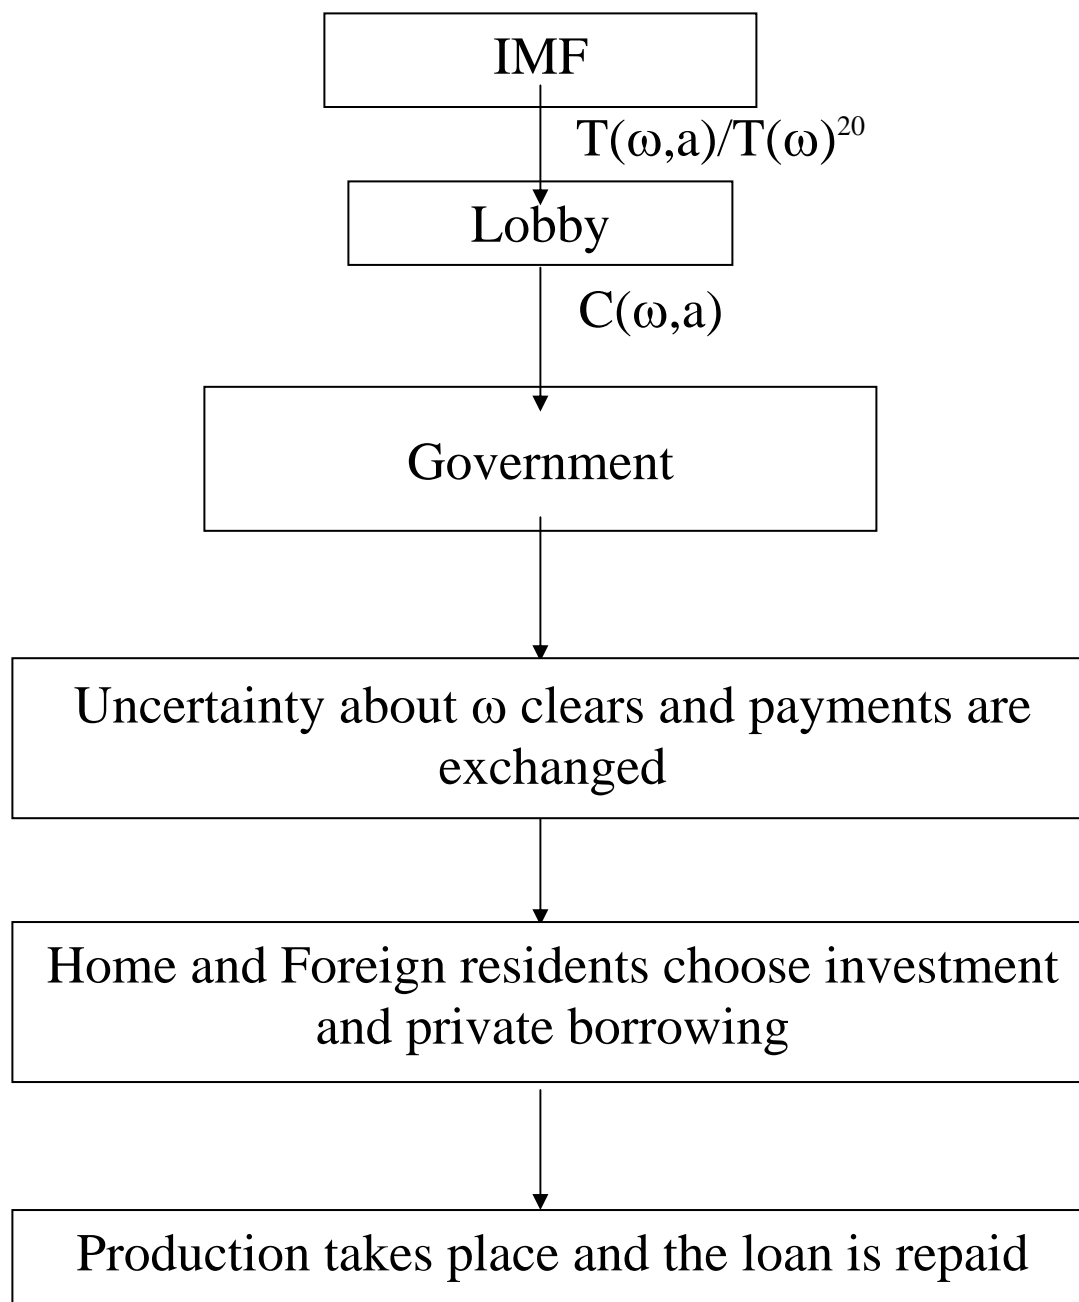 IMF
T(ω,a)/T(ω)²⁰
Lobby
C(ω,a)
Government
Uncertainty about ω clears and payments are
exchanged
Home and Foreign residents choose investment
and private borrowing
Production takes place and the loan is repaid